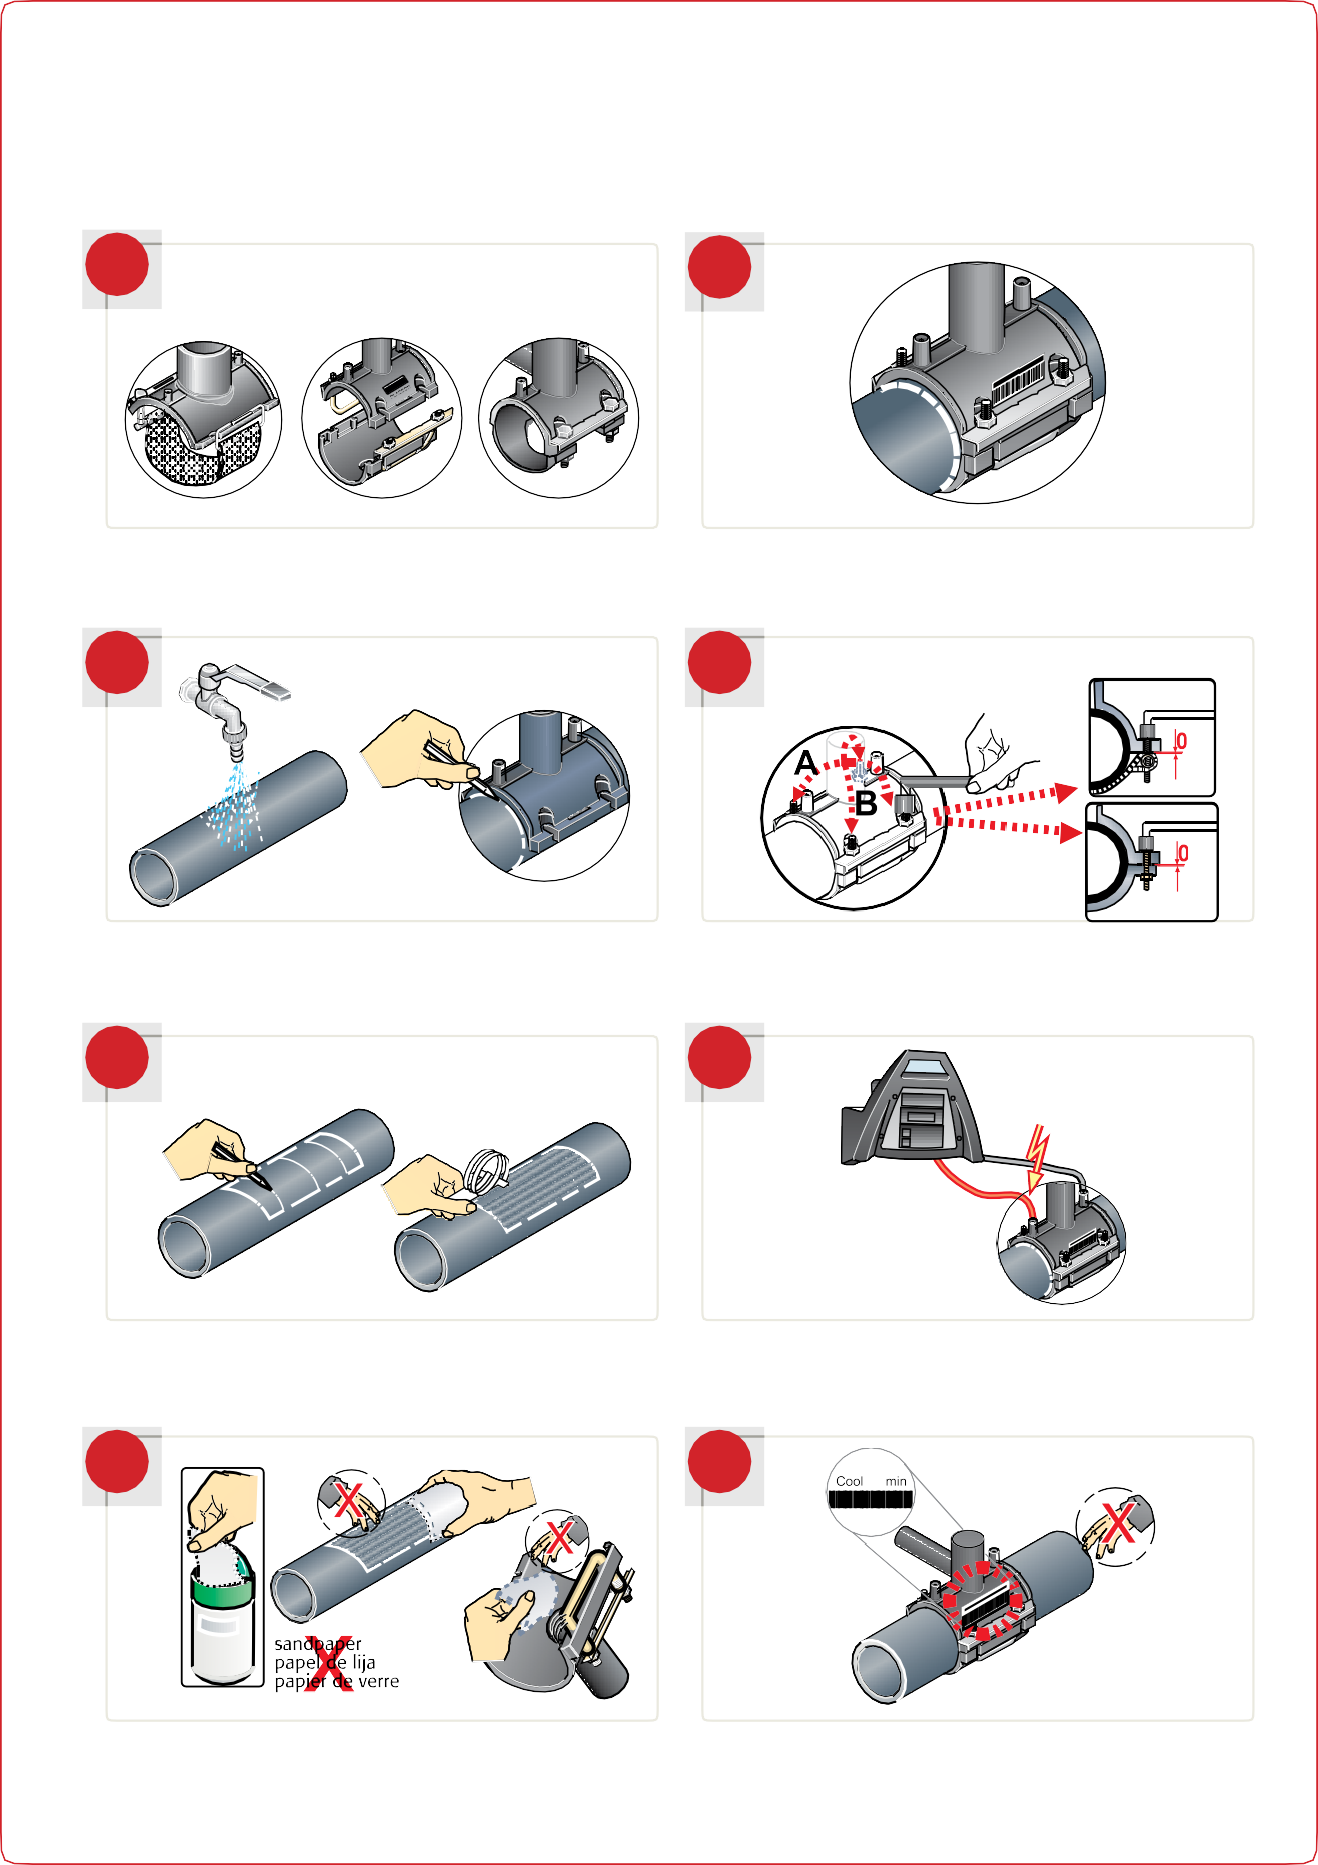 A
B
0
0
X
X
sandpaper
papel de lija
papier de verre
X
Cool min
X